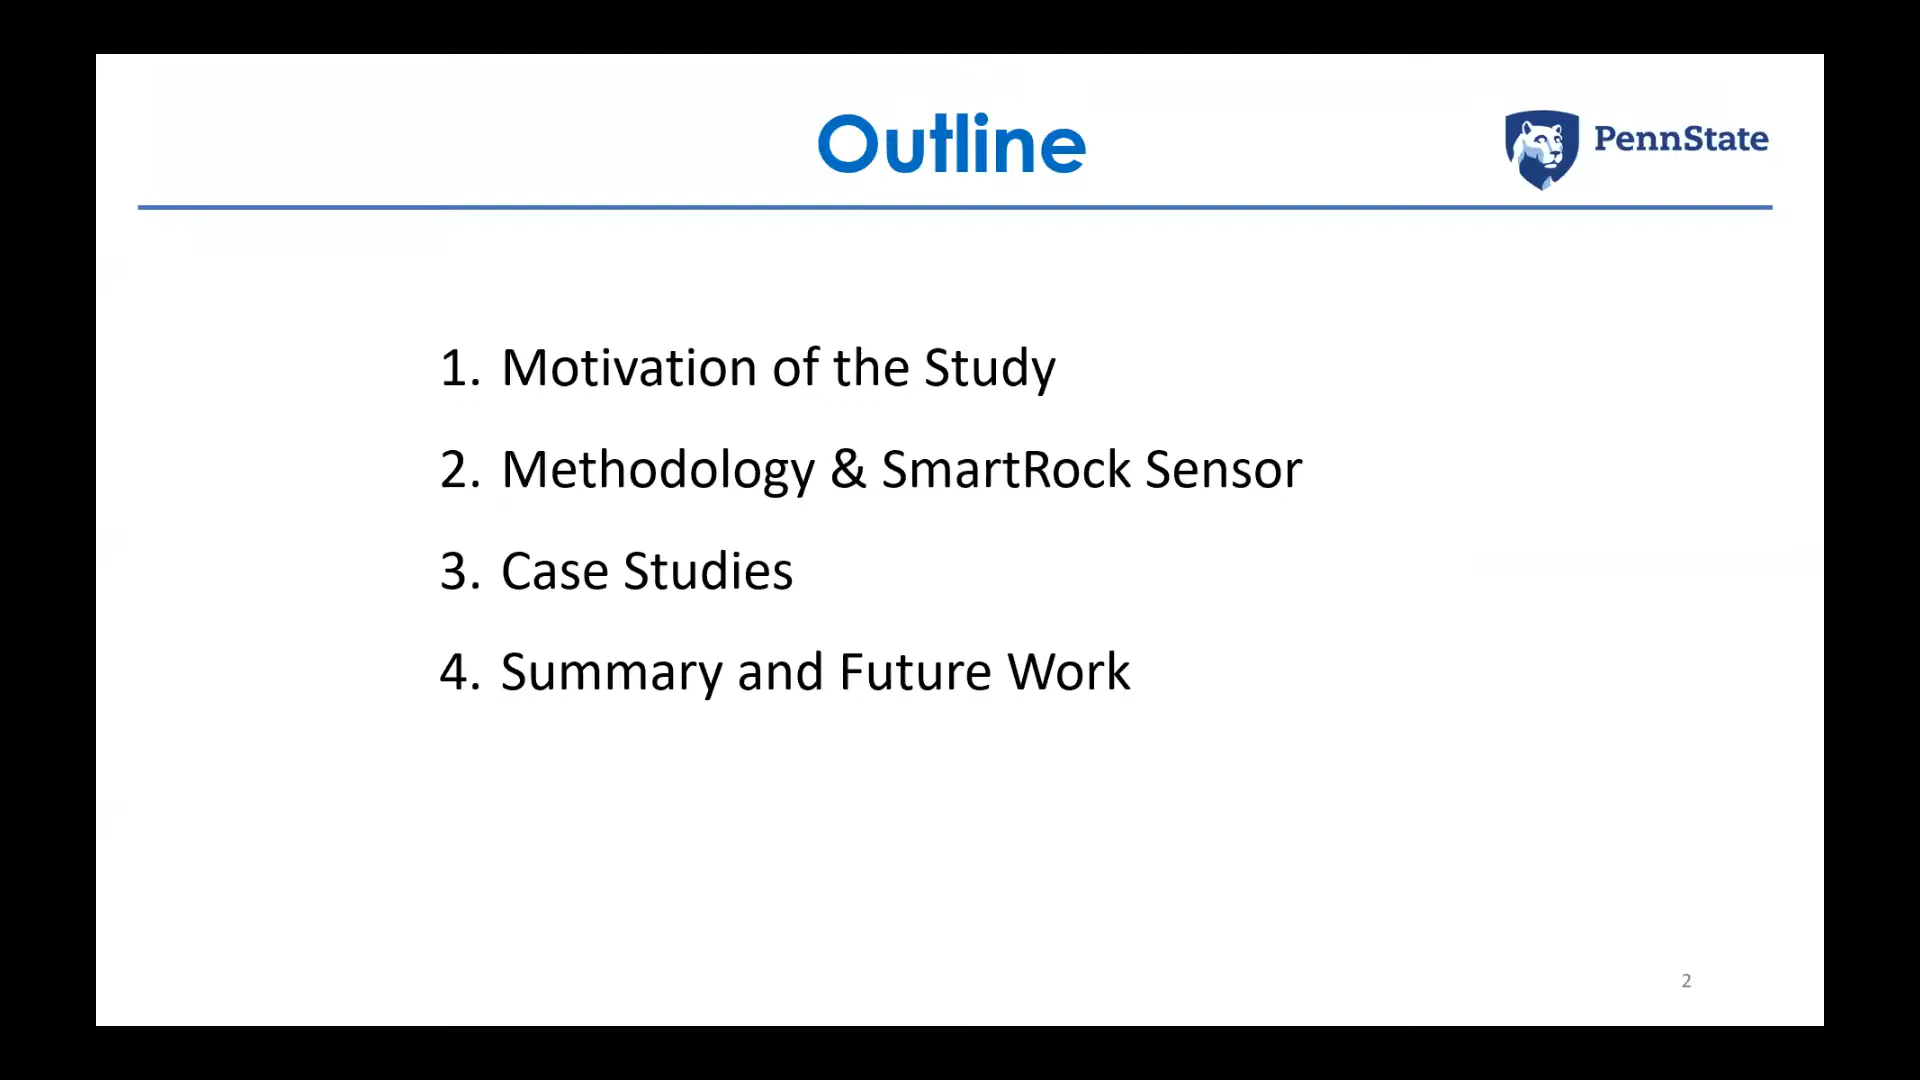 Outline
PennState
1. Motivation of the Study
2. Methodology & SmartRock Sensor
3. Case Studies
4. Summary and Future Work
2